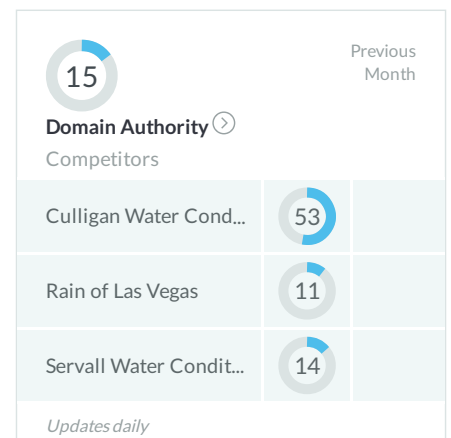 15
Previous
Month
Domain Authority
Competitors
Culligan Water Cond...
53
Rain of Las Vegas
11
Servall Water Condit...
14
Updates daily